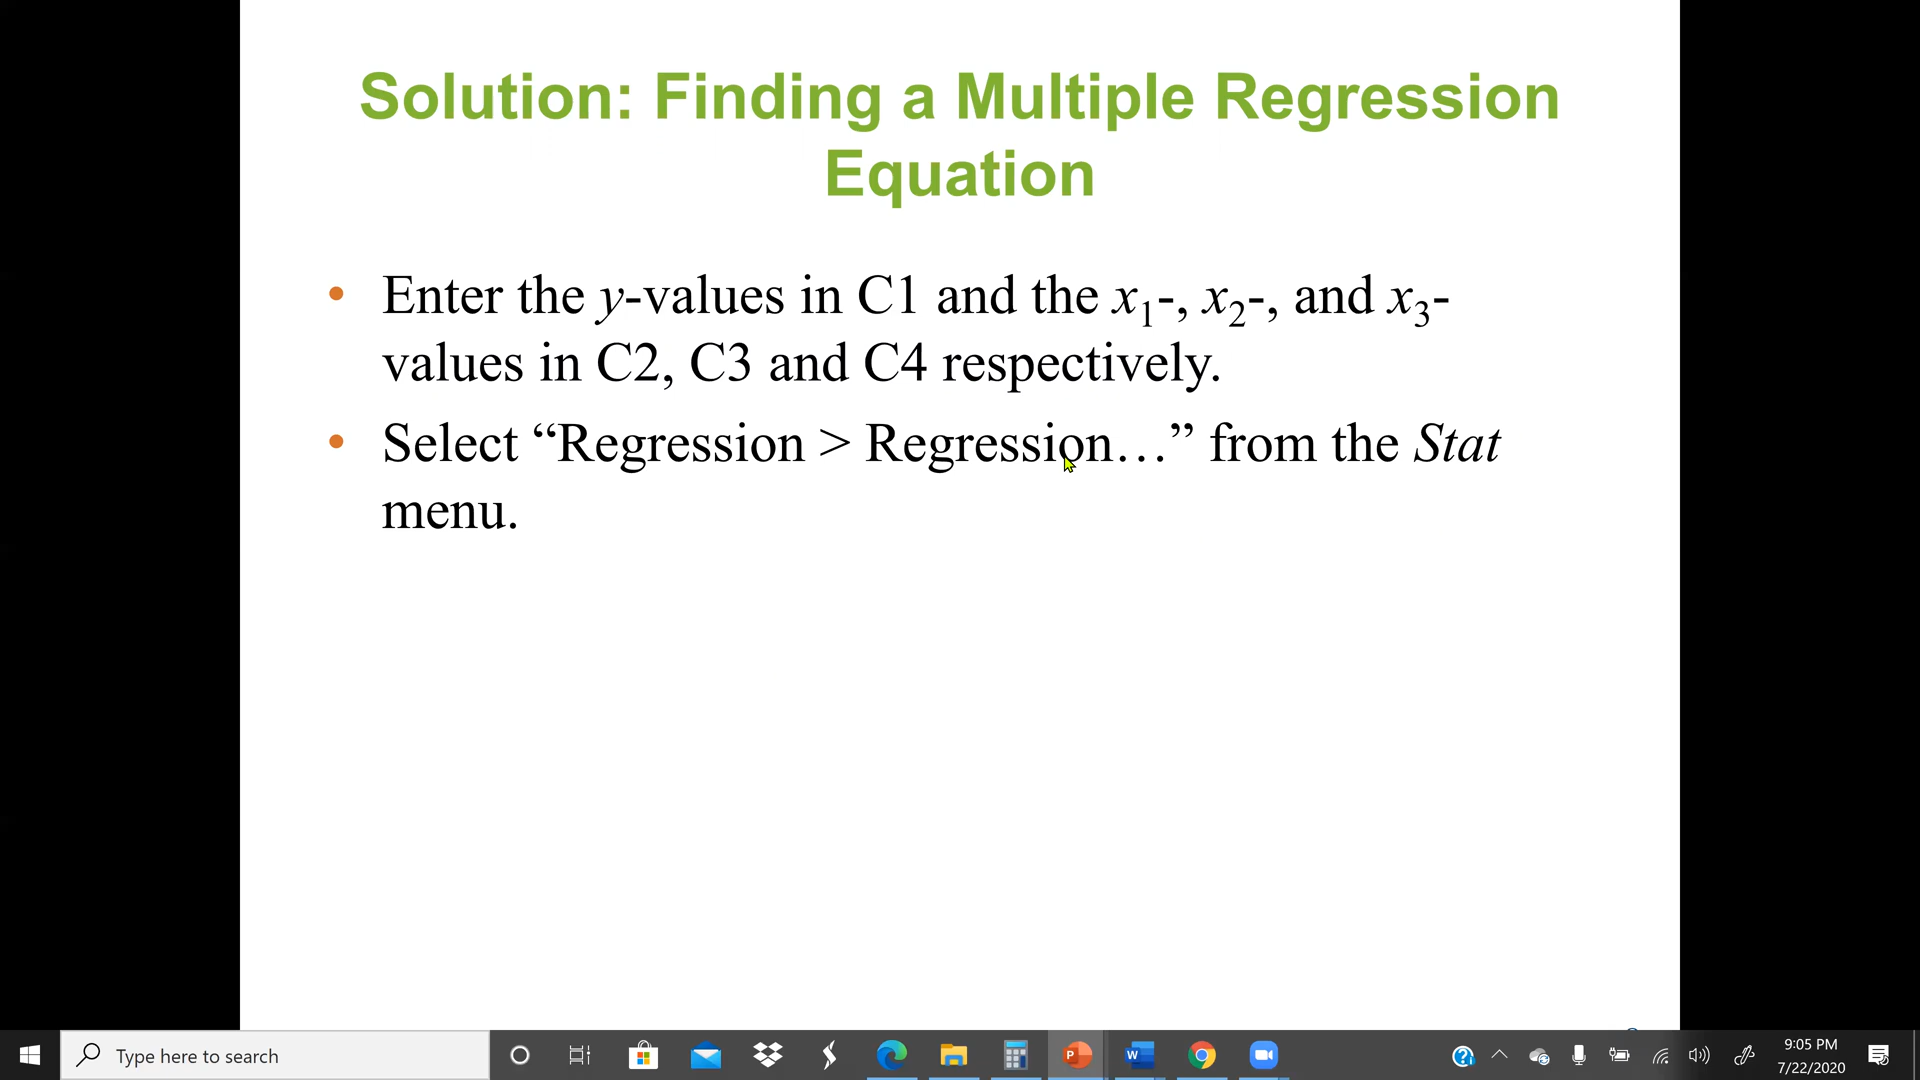 Solution: Finding a Multiple Regression
Equation
• Enter the y-values in C1 and the x₁-, x₂-, and x₃-
values in C2, C3 and C4 respectively.
• Select “Regression > Regression…” from the Stat
menu.
Type here to search
9:05 PM
7/22/2020